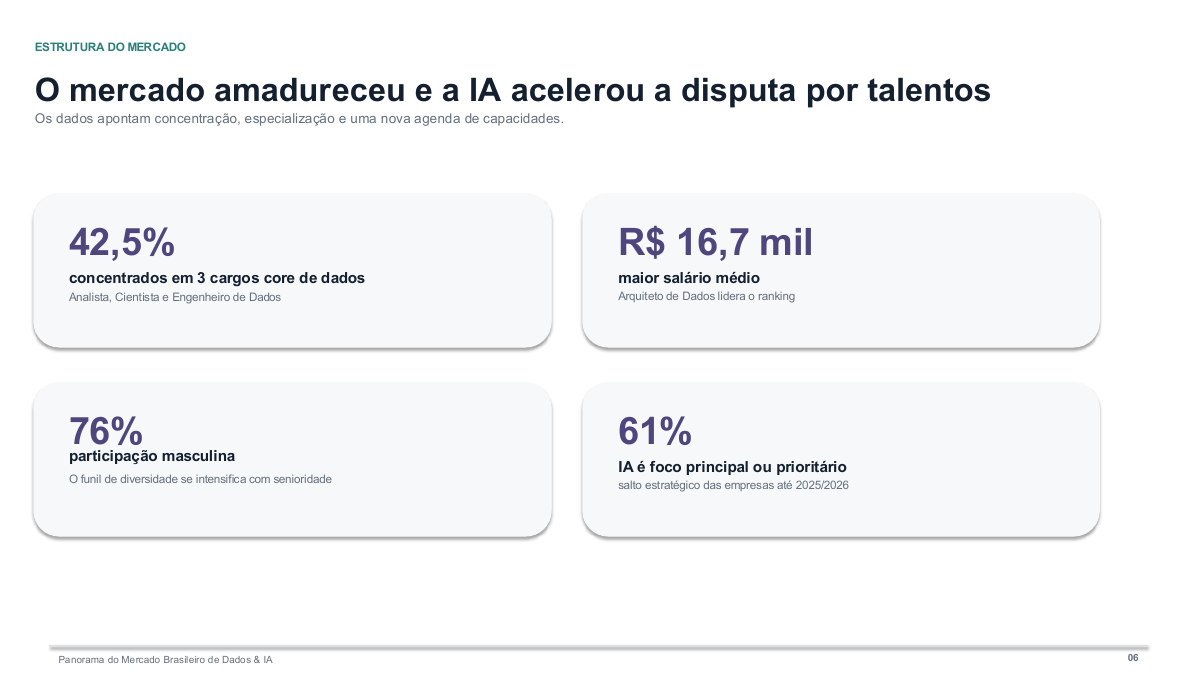 ESTRUTURA DO MERCADO
O mercado amadureceu e a IA acelerou a disputa por talentos
Os dados apontam concentração, especialização e uma nova agenda de capacidades.
42,5%
concentrados em 3 cargos core de dados
Analista, Cientista e Engenheiro de Dados
R$ 16,7 mil
maior salário médio
Arquiteto de Dados lidera o ranking
76%
participação masculina
O funil de diversidade se intensifica com senioridade
61%
IA é foco principal ou prioritário
salto estratégico das empresas até 2025/2026
Panorama do Mercado Brasileiro de Dados & IA
06